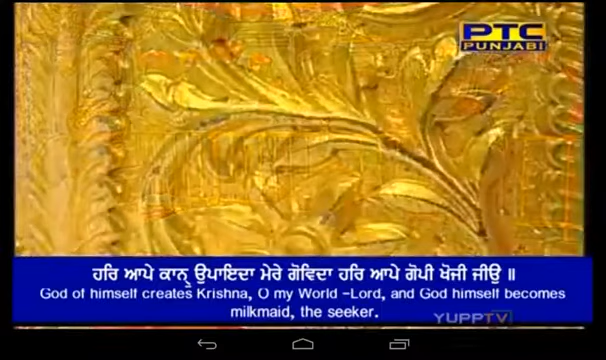 PTC
PUNJABI
ਹਰਿ ਆਪੇ ਕਾਨੁ ਉਪਾਇਦਾ ਮੇਰੇ ਗੋਵਿਦਾ ਹਰਿ ਆਪੇ ਗੋਪੀ ਖੋਜੀ ਜੀਉ ॥
God of himself creates Krishna, O my World -Lord, and God himself becomes
milkmaid, the seeker.
YUPPTV